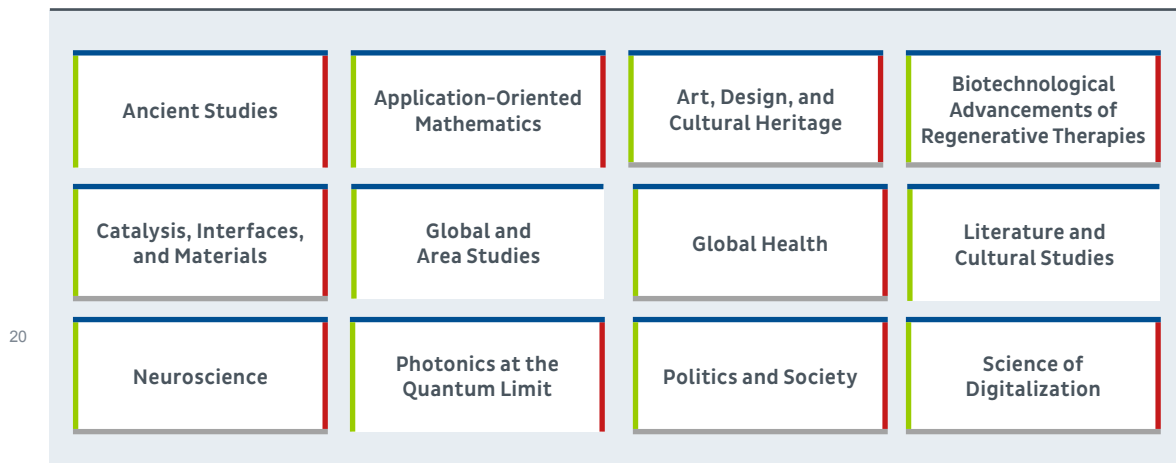 Ancient Studies
Application-Oriented
Mathematics
Art, Design, and
Cultural Heritage
Biotechnological
Advancements of
Regenerative Therapies
Catalysis, Interfaces,
and Materials
Global and
Area Studies
Global Health
Literature and
Cultural Studies
20
Neuroscience
Photonics at the
Quantum Limit
Politics and Society
Science of
Digitalization